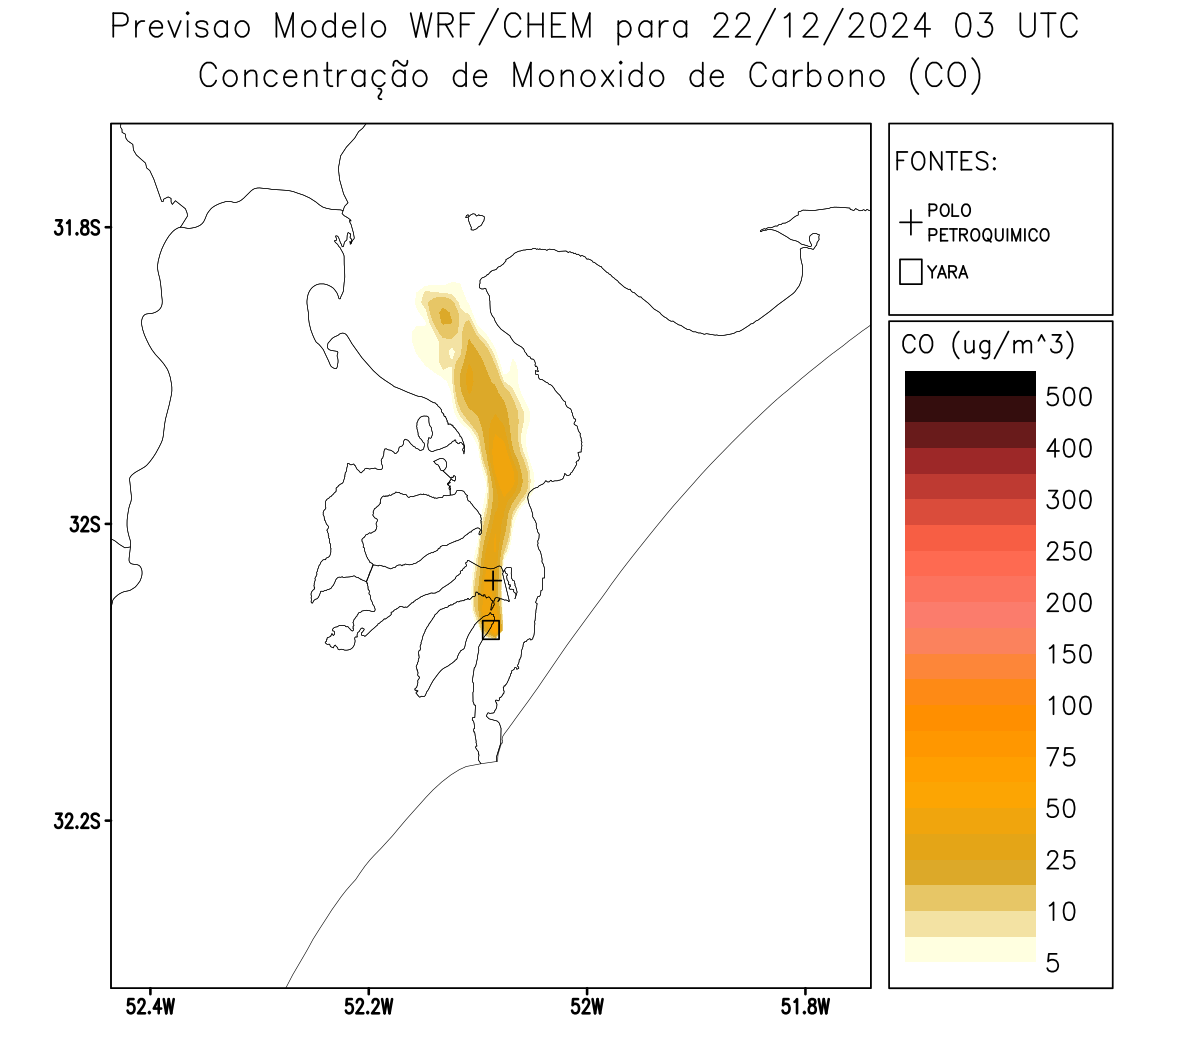 Previsao Modelo WRF/CHEM para 22/12/2024 03 UTC
Concentração de Monoxido de Carbono (CO)
FONTES:
POLO
PETROQUIMICO
YARA
CO (ug/m^3)
500
400
300
250
200
150
100
75
50
25
10
5
31.8S
32S
32.2S
52.4W
52.2W
52W
51.8W